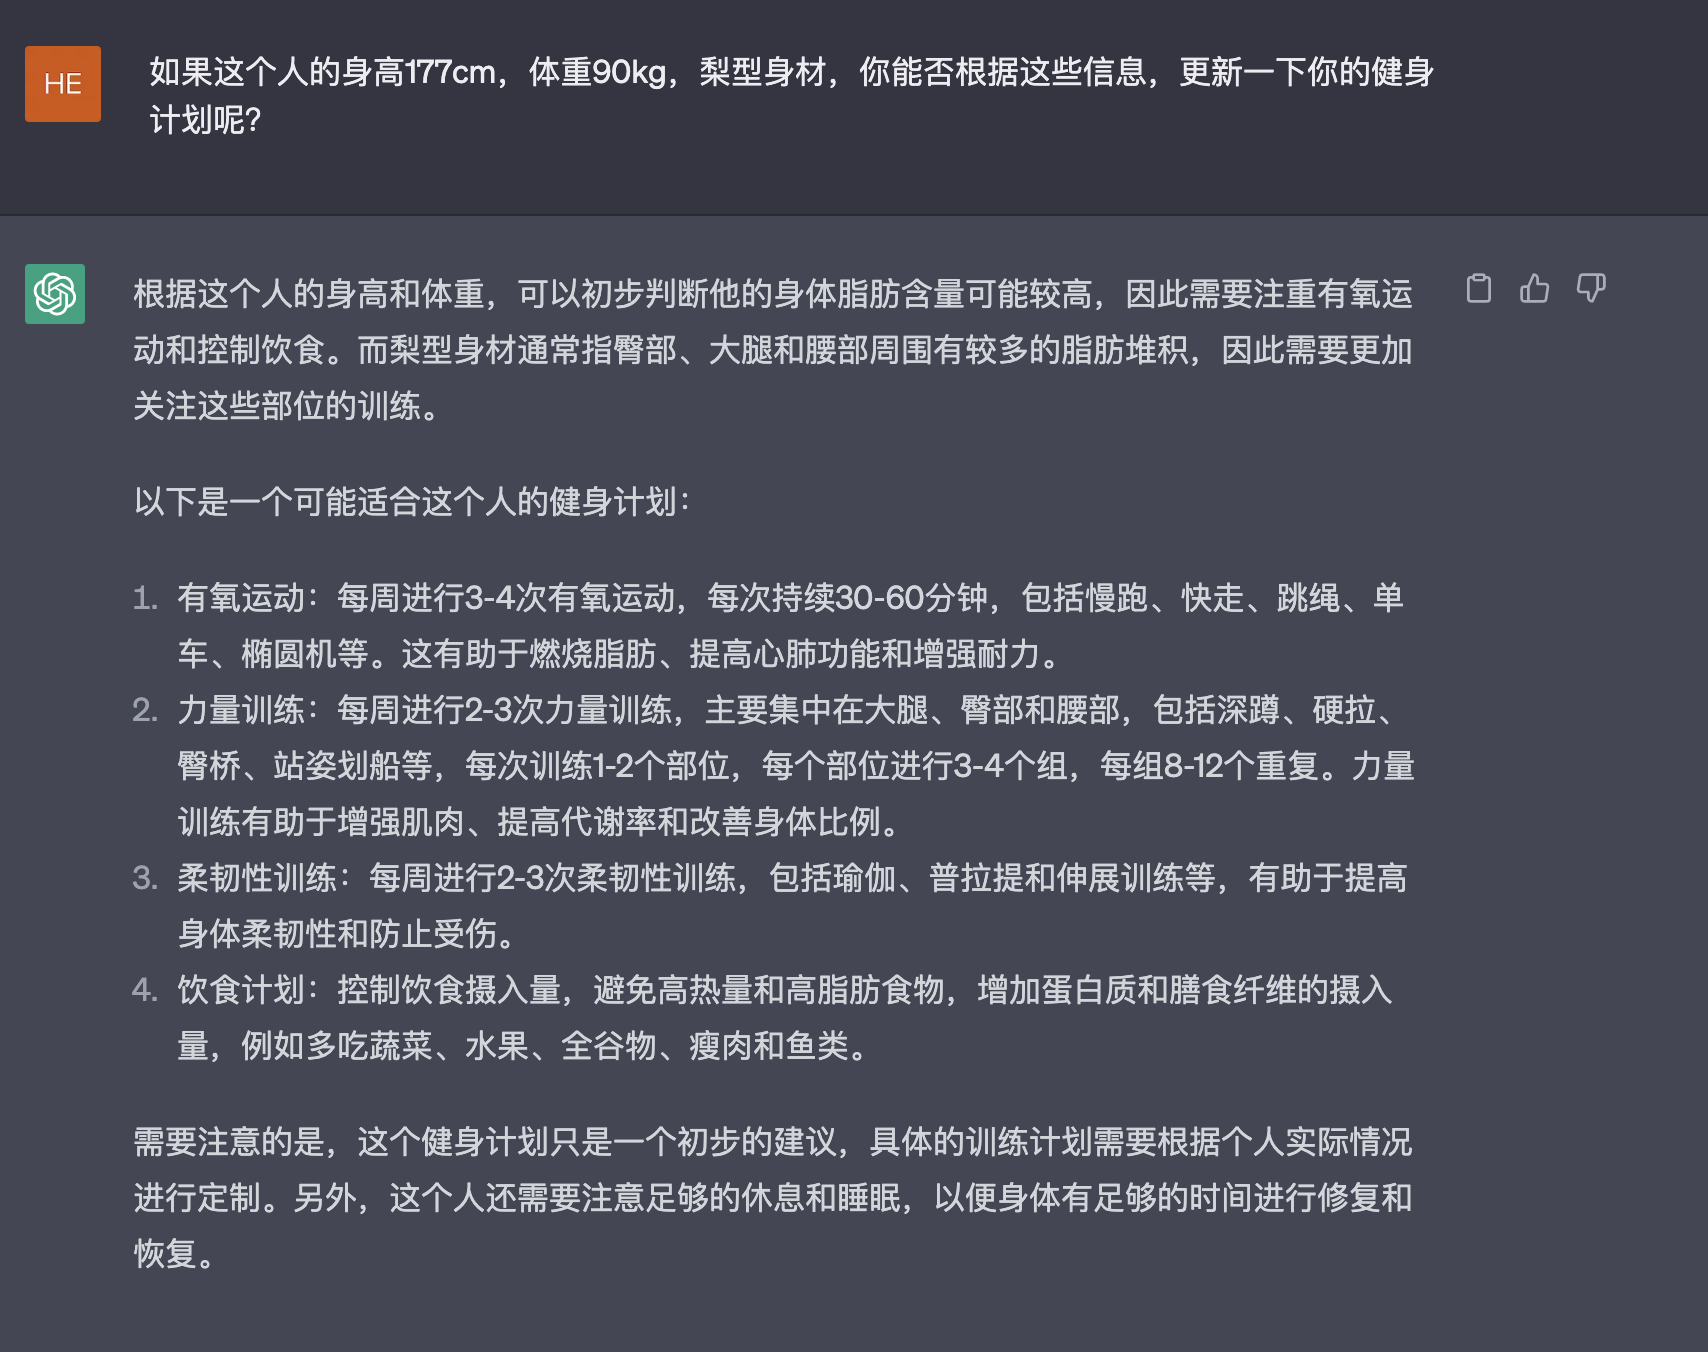 HE
如果这个人的身高177cm，体重90kg，梨型身材，你能否根据这些信息，更新一下你的健身
计划呢？
根据这个人的身高和体重，可以初步判断他的身体脂肪含量可能较高，因此需要注重有氧运
动和控制饮食。而梨型身材通常指臀部、大腿和腰部周围有较多的脂肪堆积，因此需要更加
关注这些部位的训练。
以下是一个可能适合这个人的健身计划：
1. 有氧运动：每周进行3-4次有氧运动，每次持续30-60分钟，包括慢跑、快走、跳绳、单
车、椭圆机等。这有助于燃烧脂肪、提高心肺功能和增强耐力。
2. 力量训练：每周进行2-3次力量训练，主要集中在大腿、臀部和腰部，包括深蹲、硬拉、
臀桥、站姿划船等，每次训练1-2个部位，每个部位进行3-4个组，每组8-12个重复。力量
训练有助于增强肌肉、提高代谢率和改善身体比例。
3. 柔韧性训练：每周进行2-3次柔韧性训练，包括瑜伽、普拉提和伸展训练等，有助于提高
身体柔韧性和防止受伤。
4. 饮食计划：控制饮食摄入量，避免高热量和高脂肪食物，增加蛋白质和膳食纤维的摄入
量，例如多吃蔬菜、水果、全谷物、瘦肉和鱼类。
需要注意的是，这个健身计划只是一个初步的建议，具体的训练计划需要根据个人实际情况
进行定制。另外，这个人还需要注意足够的休息和睡眠，以便身体有足够的时间进行修复和
恢复。